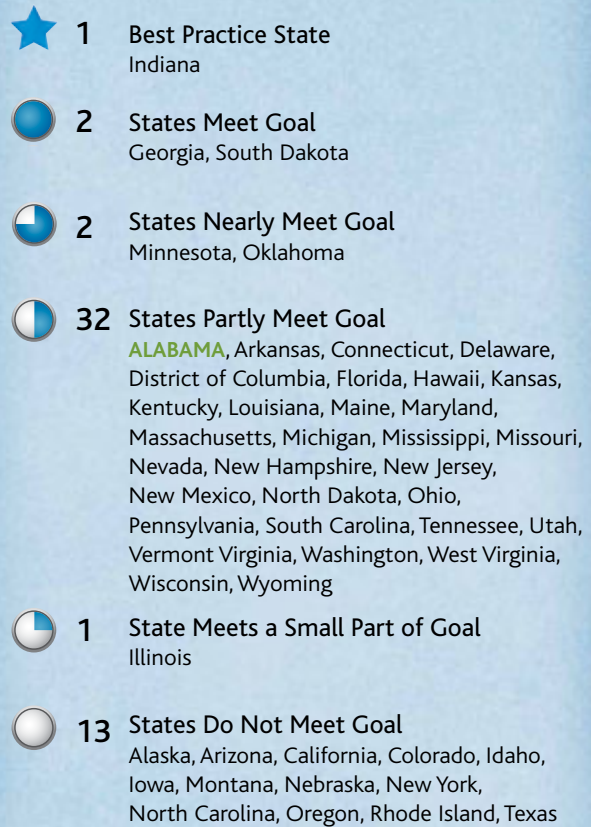 1 Best Practice State
Indiana
2 States Meet Goal
Georgia, South Dakota
2 States Nearly Meet Goal
Minnesota, Oklahoma
32 States Partly Meet Goal
ALABAMA, Arkansas, Connecticut, Delaware,
District of Columbia, Florida, Hawaii, Kansas,
Kentucky, Louisiana, Maine, Maryland,
Massachusetts, Michigan, Mississippi, Missouri,
Nevada, New Hampshire, New Jersey,
New Mexico, North Dakota, Ohio,
Pennsylvania, South Carolina, Tennessee, Utah,
Vermont Virginia, Washington, West Virginia,
Wisconsin, Wyoming
1 State Meets a Small Part of Goal
Illinois
13 States Do Not Meet Goal
Alaska, Arizona, California, Colorado, Idaho,
Iowa, Montana, Nebraska, New York,
North Carolina, Oregon, Rhode Island, Texas